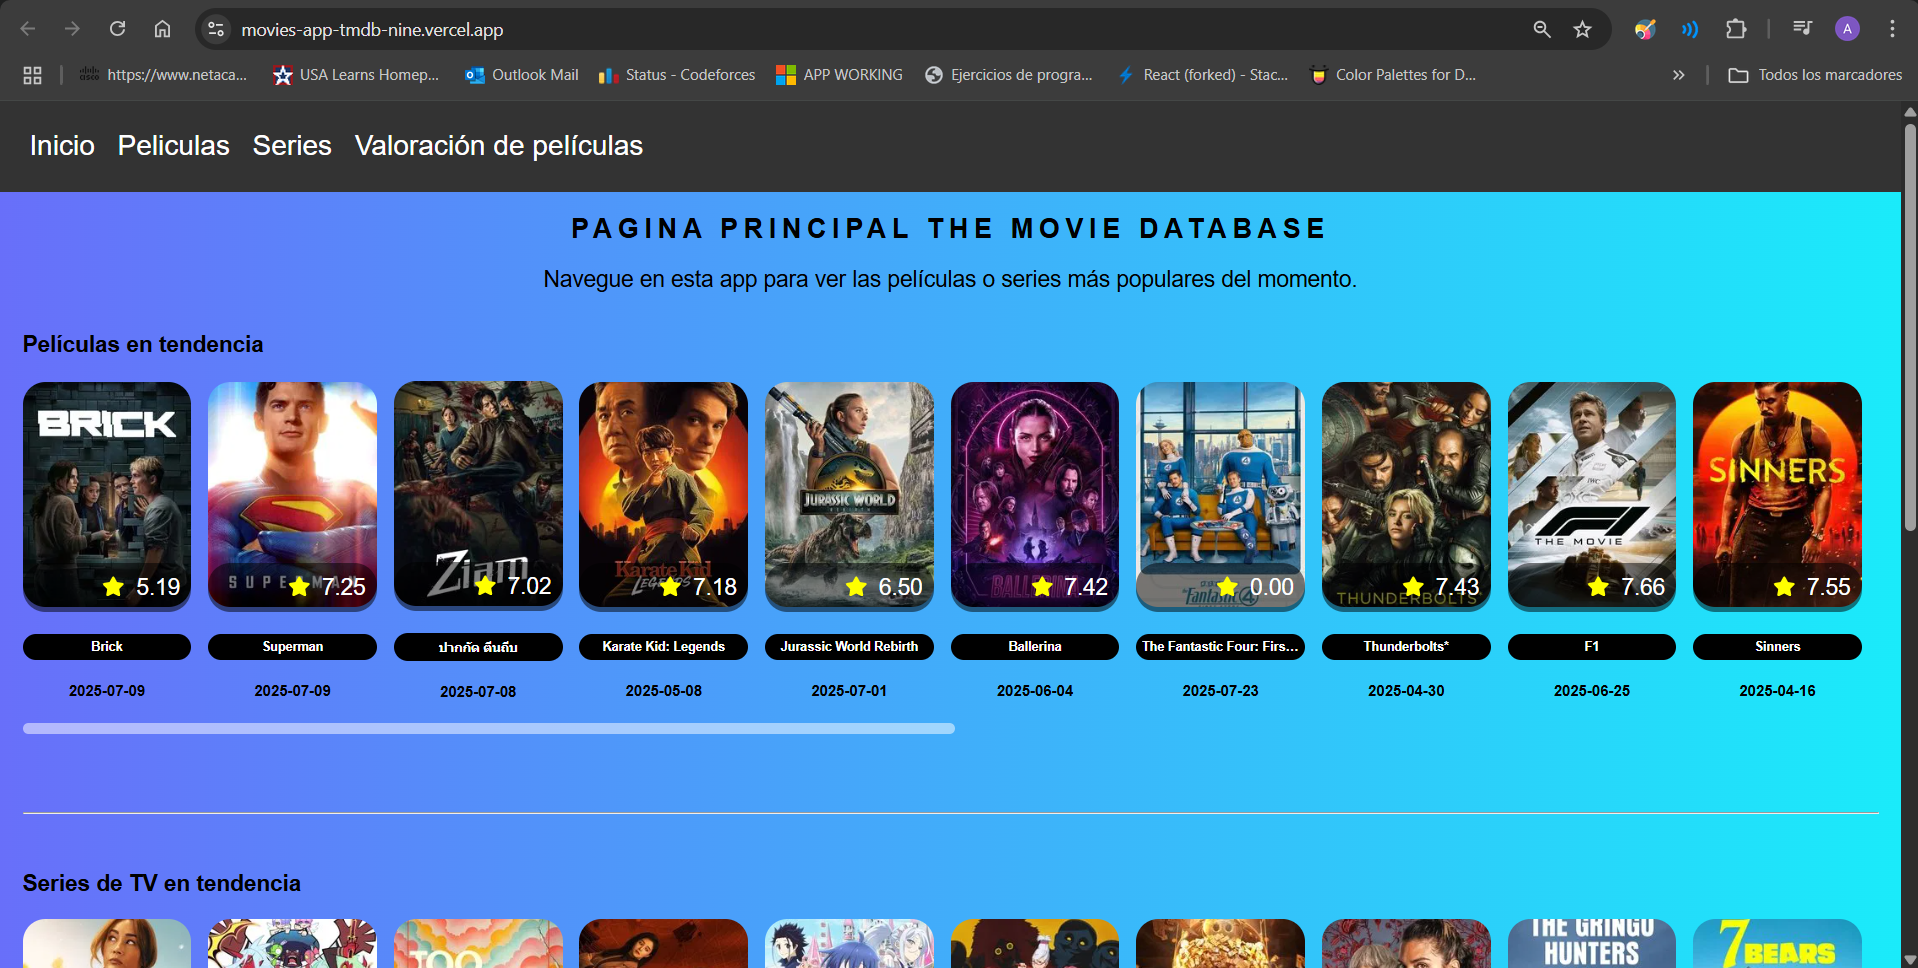 movies-app-tmdb-nine.vercel.app
A
https://www.netaca...
USA Learns Homep...
Outlook Mail
Status - Codeforces
APP WORKING
Ejercicios de progra...
React (forked) - Stac...
Color Palettes for D...
»
Todos los marcadores
Inicio
Peliculas
Series
Valoración de películas
PAGINA PRINCIPAL THE MOVIE DATABASE
Navegue en esta app para ver las películas o series más populares del momento.
Películas en tendencia
BRICK
5.19
SUPERMAN
7.25
Ziam
7.02
Karate Kid
LEGENDS
7.18
JURASSIC WORLD
REBIRTH
6.50
BALLERINA
7.42
Fantastic 4
0.00
THUNDERBOLTS
7.43
F1
THE MOVIE
7.66
SINNERS
7.55
Brick
Superman
ปากกัด ตีนถีบ
Karate Kid: Legends
Jurassic World Rebirth
Ballerina
The Fantastic Four: Firs...
Thunderbolts*
F1
Sinners
2025-07-09
2025-07-09
2025-07-08
2025-05-08
2025-07-01
2025-06-04
2025-07-23
2025-04-30
2025-06-25
2025-04-16
Series de TV en tendencia
TOO
THE GRINGO
HUNTERS
7
BEARS